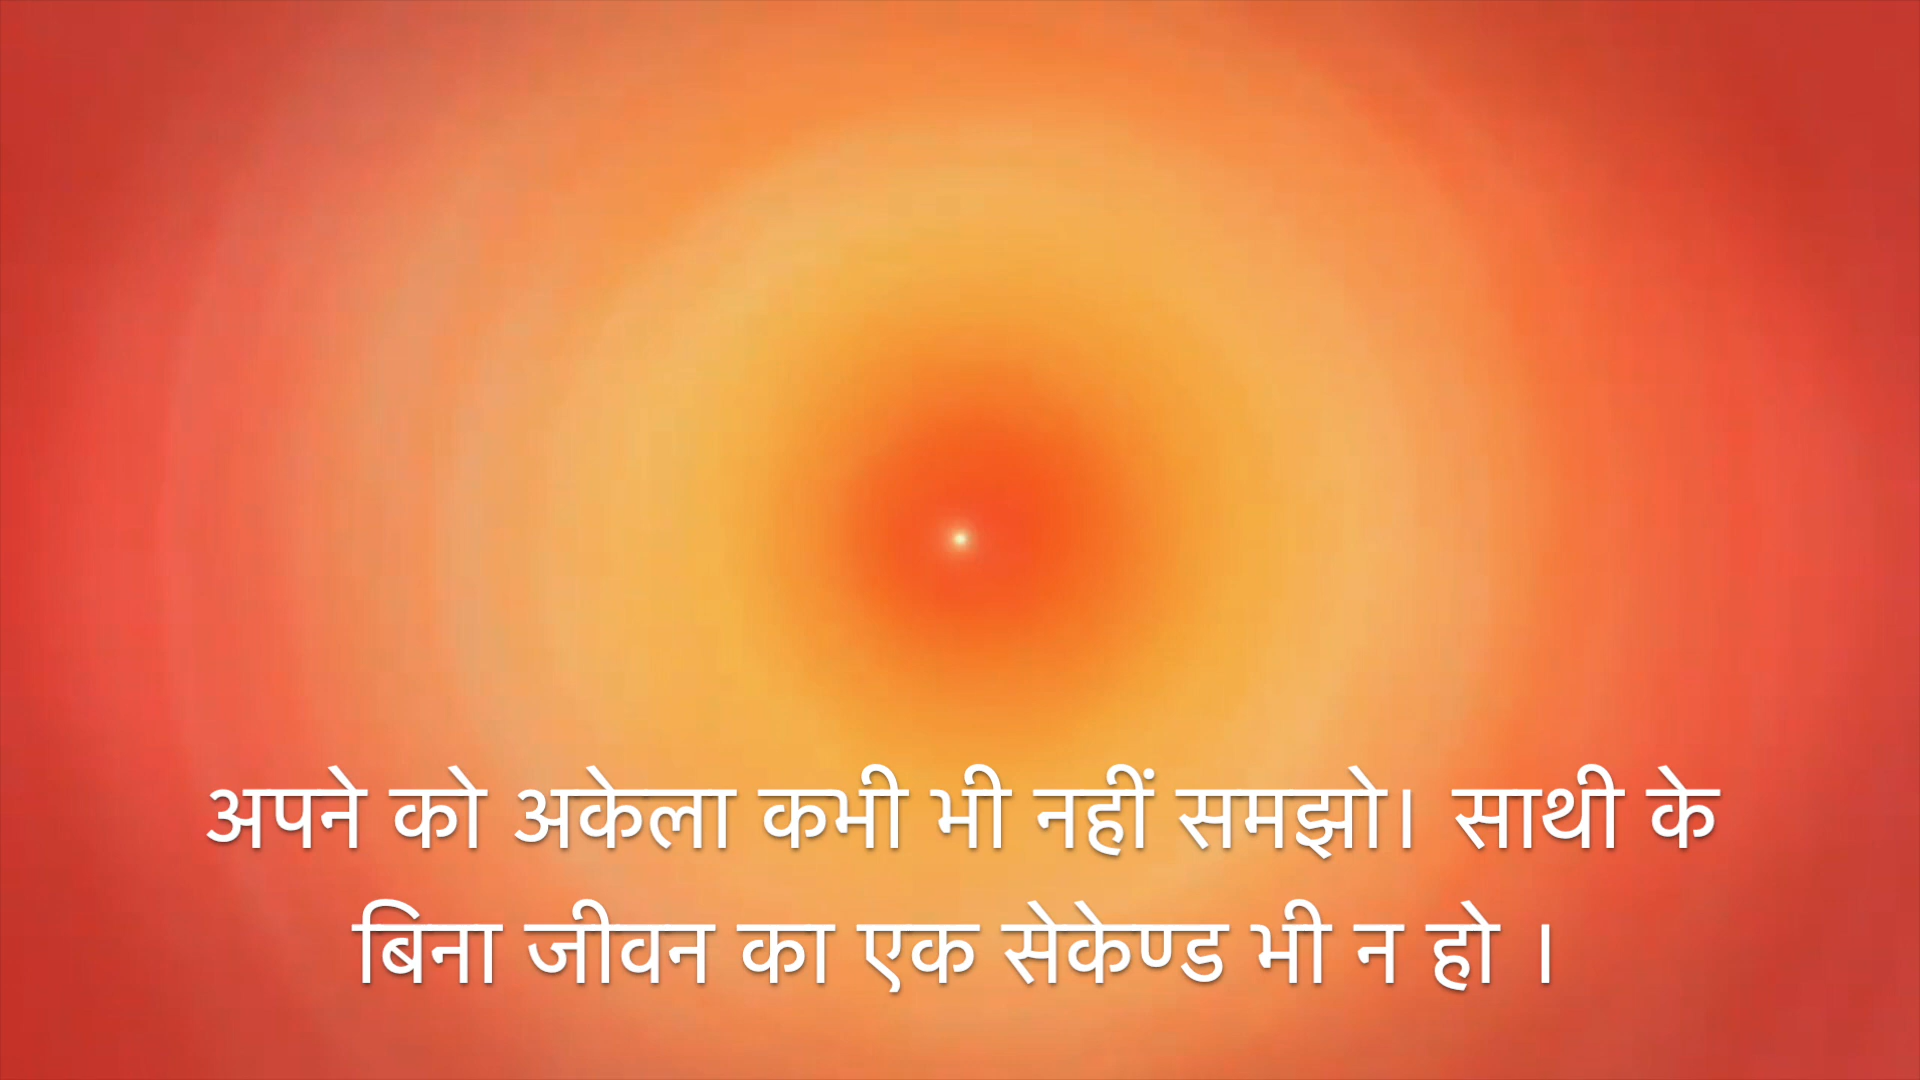 अपने को अकेला कभी भी नहीं समझो। साथी के
बिना जीवन का एक सेकेण्ड भी न हो ।